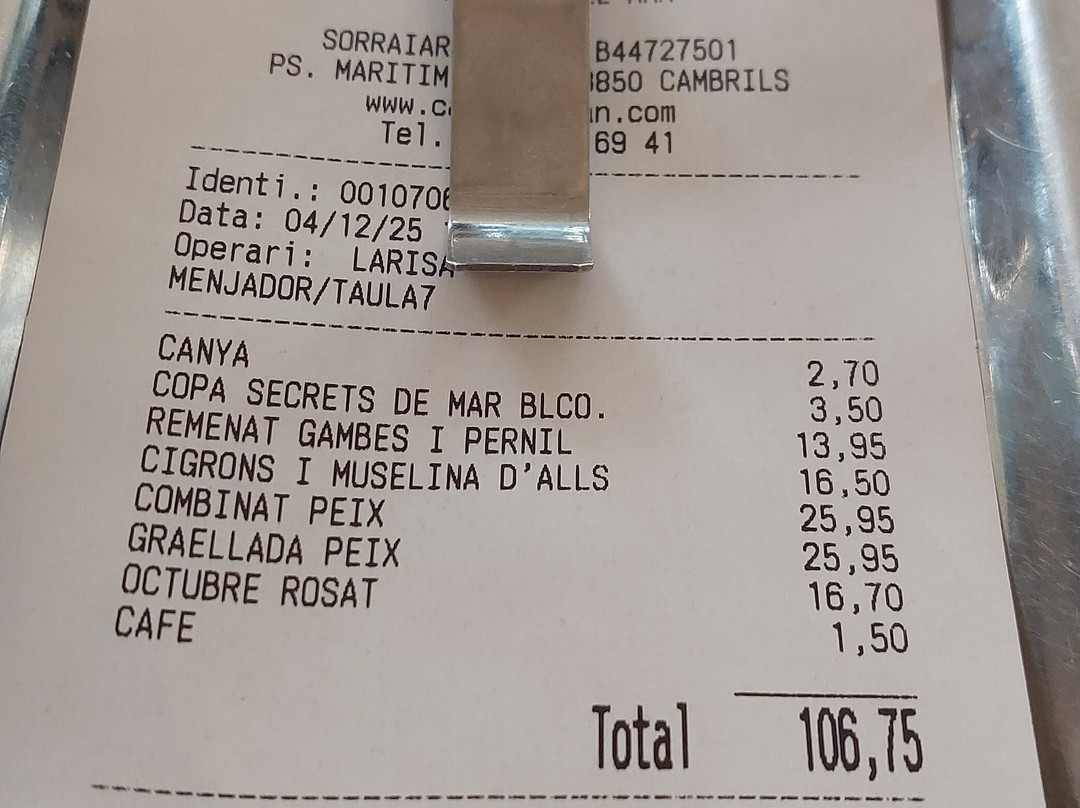 SORRAIAR B44727501
PS. MARITIM 850 CAMBRILS
www.c n.com
Tel. 69 41
Identi.: 0010706
Data: 04/12/25
Operari: LARISA
MENJADOR/TAULA7
CANYA 2,70
COPA SECRETS DE MAR BLCO. 3,50
REMENAT GAMBES I PERNIL 13,95
CIGRONS I MUSELINA D'ALLS 16,50
COMBINAT PEIX 25,95
GRAELLADA PEIX 25,95
OCTUBRE ROSAT 16,70
CAFE 1,50
Total 106,75